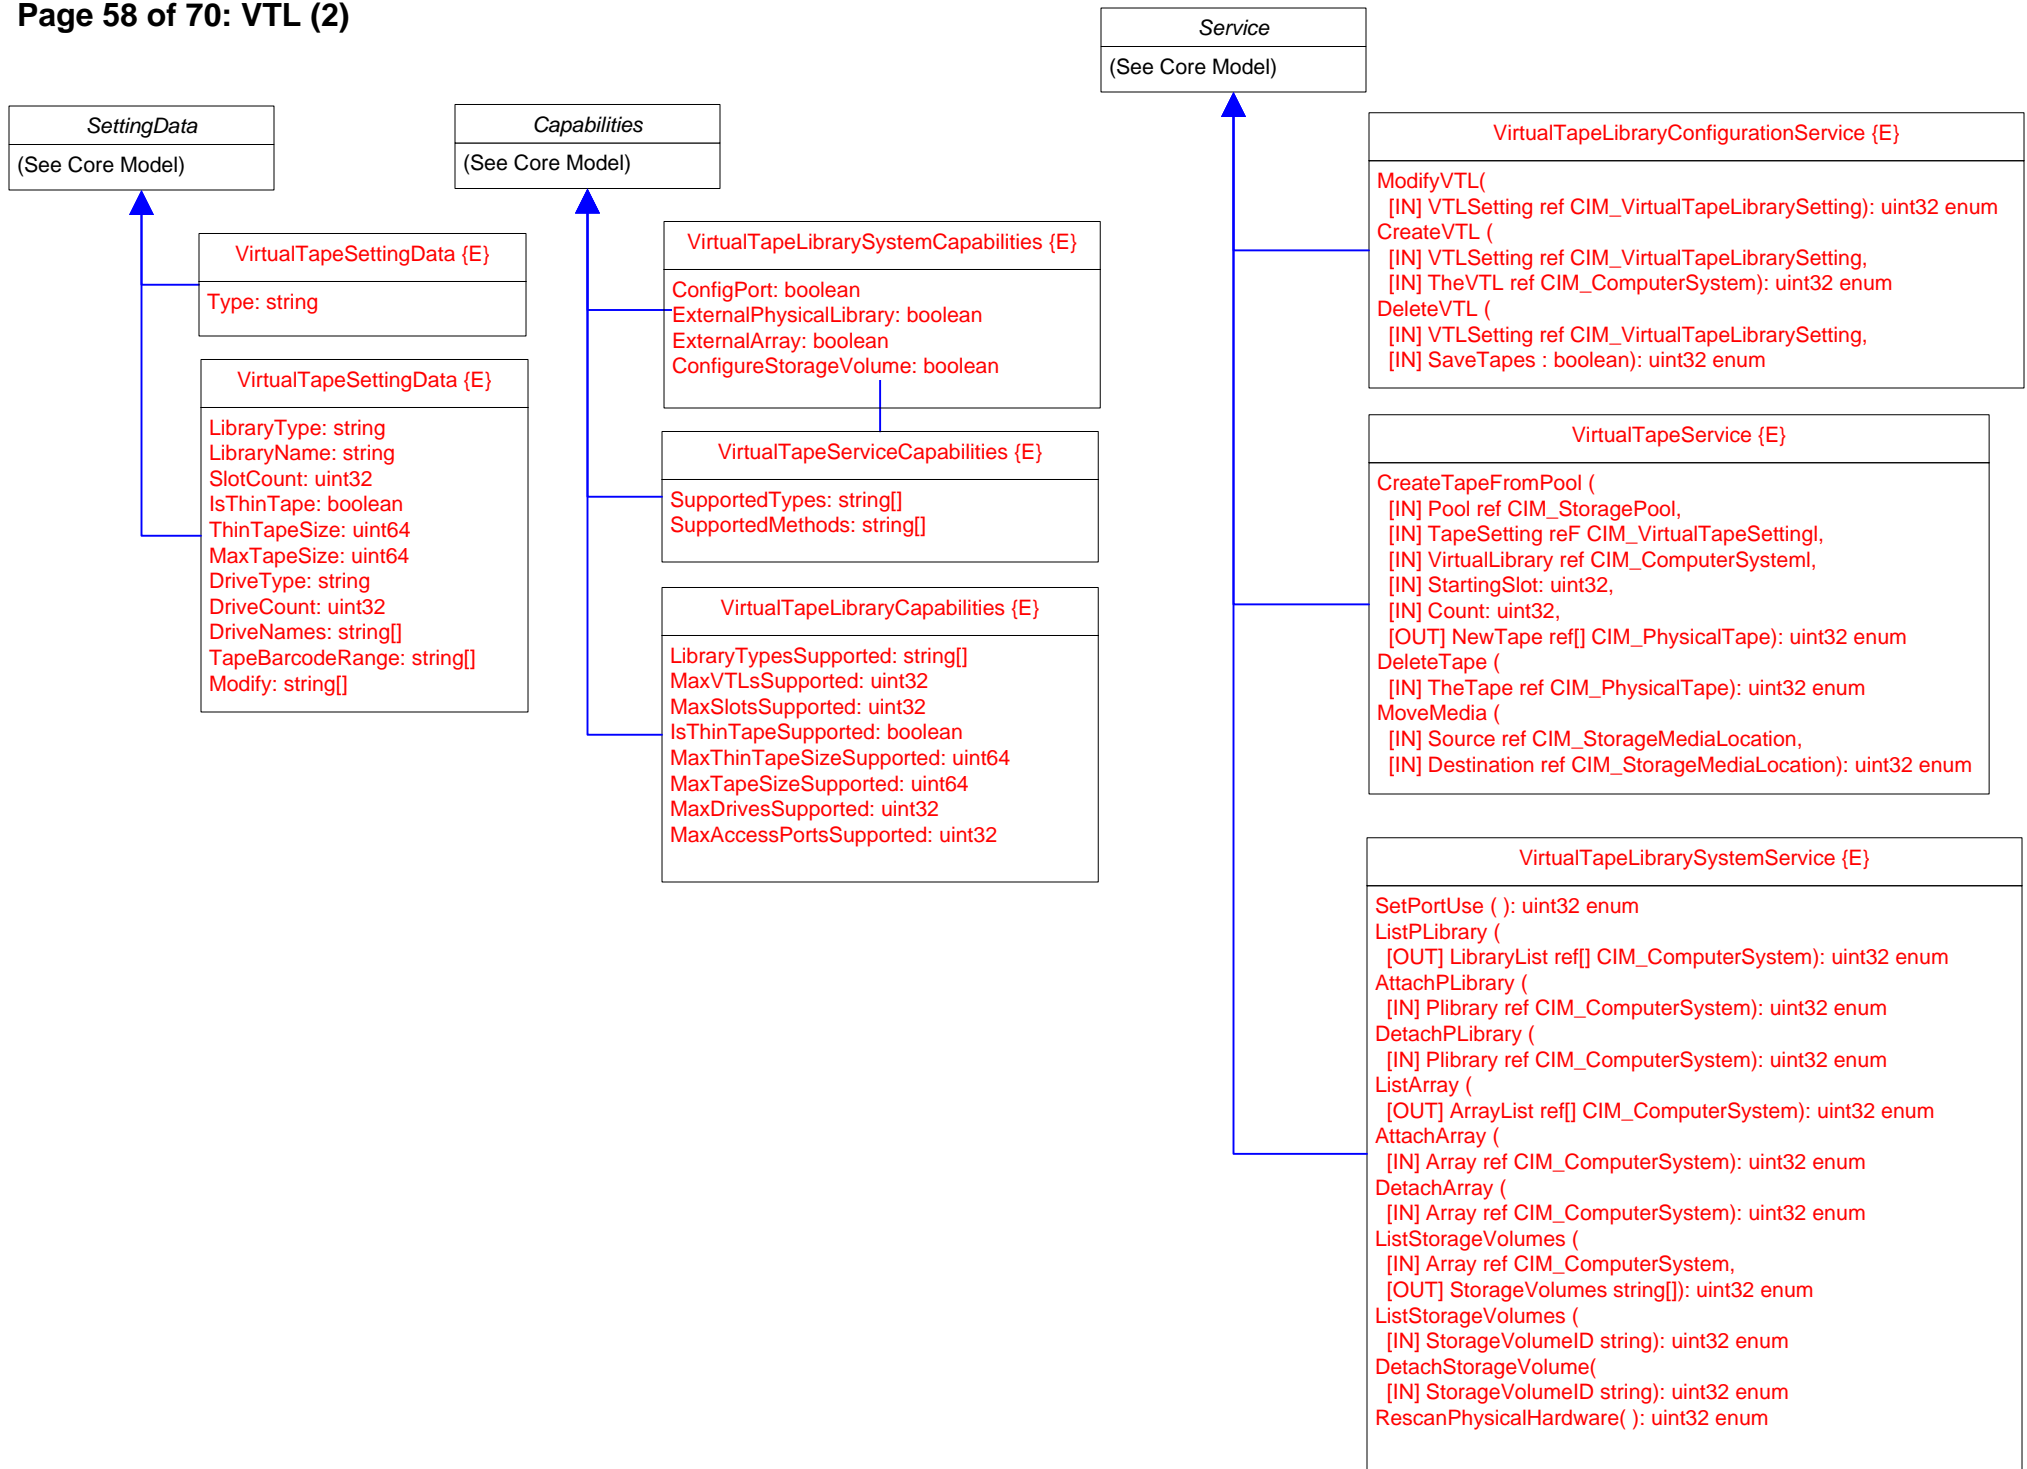 Page 58 of 70: VTL (2)
SettingData
(See Core Model)
VirtualTapeSettingData {E}
Type: string
VirtualTapeSettingData {E}
LibraryType: string
LibraryName: string
SlotCount: uint32
IsThinTape: boolean
ThinTapeSize: uint64
MaxTapeSize: uint64
DriveType: string
DriveCount: uint32
DriveNames: string[]
TapeBarcodeRange: string[]
Modify: string[]
Capabilities
(See Core Model)
VirtualTapeLibrarySystemCapabilities {E}
ConfigPort: boolean
ExternalPhysicalLibrary: boolean
ExternalArray: boolean
ConfigureStorageVolume: boolean
VirtualTapeServiceCapabilities {E}
SupportedTypes: string[]
SupportedMethods: string[]
VirtualTapeLibraryCapabilities {E}
LibraryTypesSupported: string[]
MaxVTLsSupported: uint32
MaxSlotsSupported: uint32
IsThinTapeSupported: boolean
MaxThinTapeSizeSupported: uint64
MaxTapeSizeSupported: uint64
MaxDrivesSupported: uint32
MaxAccessPortsSupported: uint32
Service
(See Core Model)
VirtualTapeLibraryConfigurationService {E}
ModifyVTL(
[IN] VTLSetting ref CIM_VirtualTapeLibrarySetting): uint32 enum
CreateVTL (
[IN] VTLSetting ref CIM_VirtualTapeLibrarySetting,
[IN] TheVTL ref CIM_ComputerSystem): uint32 enum
DeleteVTL (
[IN] VTLSetting ref CIM_VirtualTapeLibrarySetting,
[IN] SaveTapes : boolean): uint32 enum
VirtualTapeService {E}
CreateTapeFromPool (
[IN] Pool ref CIM_StoragePool,
[IN] TapeSetting reF CIM_VirtualTapeSettingl,
[IN] VirtualLibrary ref CIM_ComputerSysteml,
[IN] StartingSlot: uint32,
[IN] Count: uint32,
[OUT] NewTape ref[] CIM_PhysicalTape): uint32 enum
DeleteTape (
[IN] TheTape ref CIM_PhysicalTape): uint32 enum
MoveMedia (
[IN] Source ref CIM_StorageMediaLocation,
[IN] Destination ref CIM_StorageMediaLocation): uint32 enum
VirtualTapeLibrarySystemService {E}
SetPortUse ( ): uint32 enum
ListPLibrary (
[OUT] LibraryList ref[] CIM_ComputerSystem): uint32 enum
AttachPLibrary (
[IN] Plibrary ref CIM_ComputerSystem): uint32 enum
DetachPLibrary (
[IN] Plibrary ref CIM_ComputerSystem): uint32 enum
ListArray (
[OUT] ArrayList ref[] CIM_ComputerSystem): uint32 enum
AttachArray (
[IN] Array ref CIM_ComputerSystem): uint32 enum
DetachArray (
[IN] Array ref CIM_ComputerSystem): uint32 enum
ListStorageVolumes (
[IN] Array ref CIM_ComputerSystem,
[OUT] StorageVolumes string[]): uint32 enum
ListStorageVolumes (
[IN] StorageVolumeID string): uint32 enum
DetachStorageVolume(
[IN] StorageVolumeID string): uint32 enum
RescanPhysicalHardware( ): uint32 enum